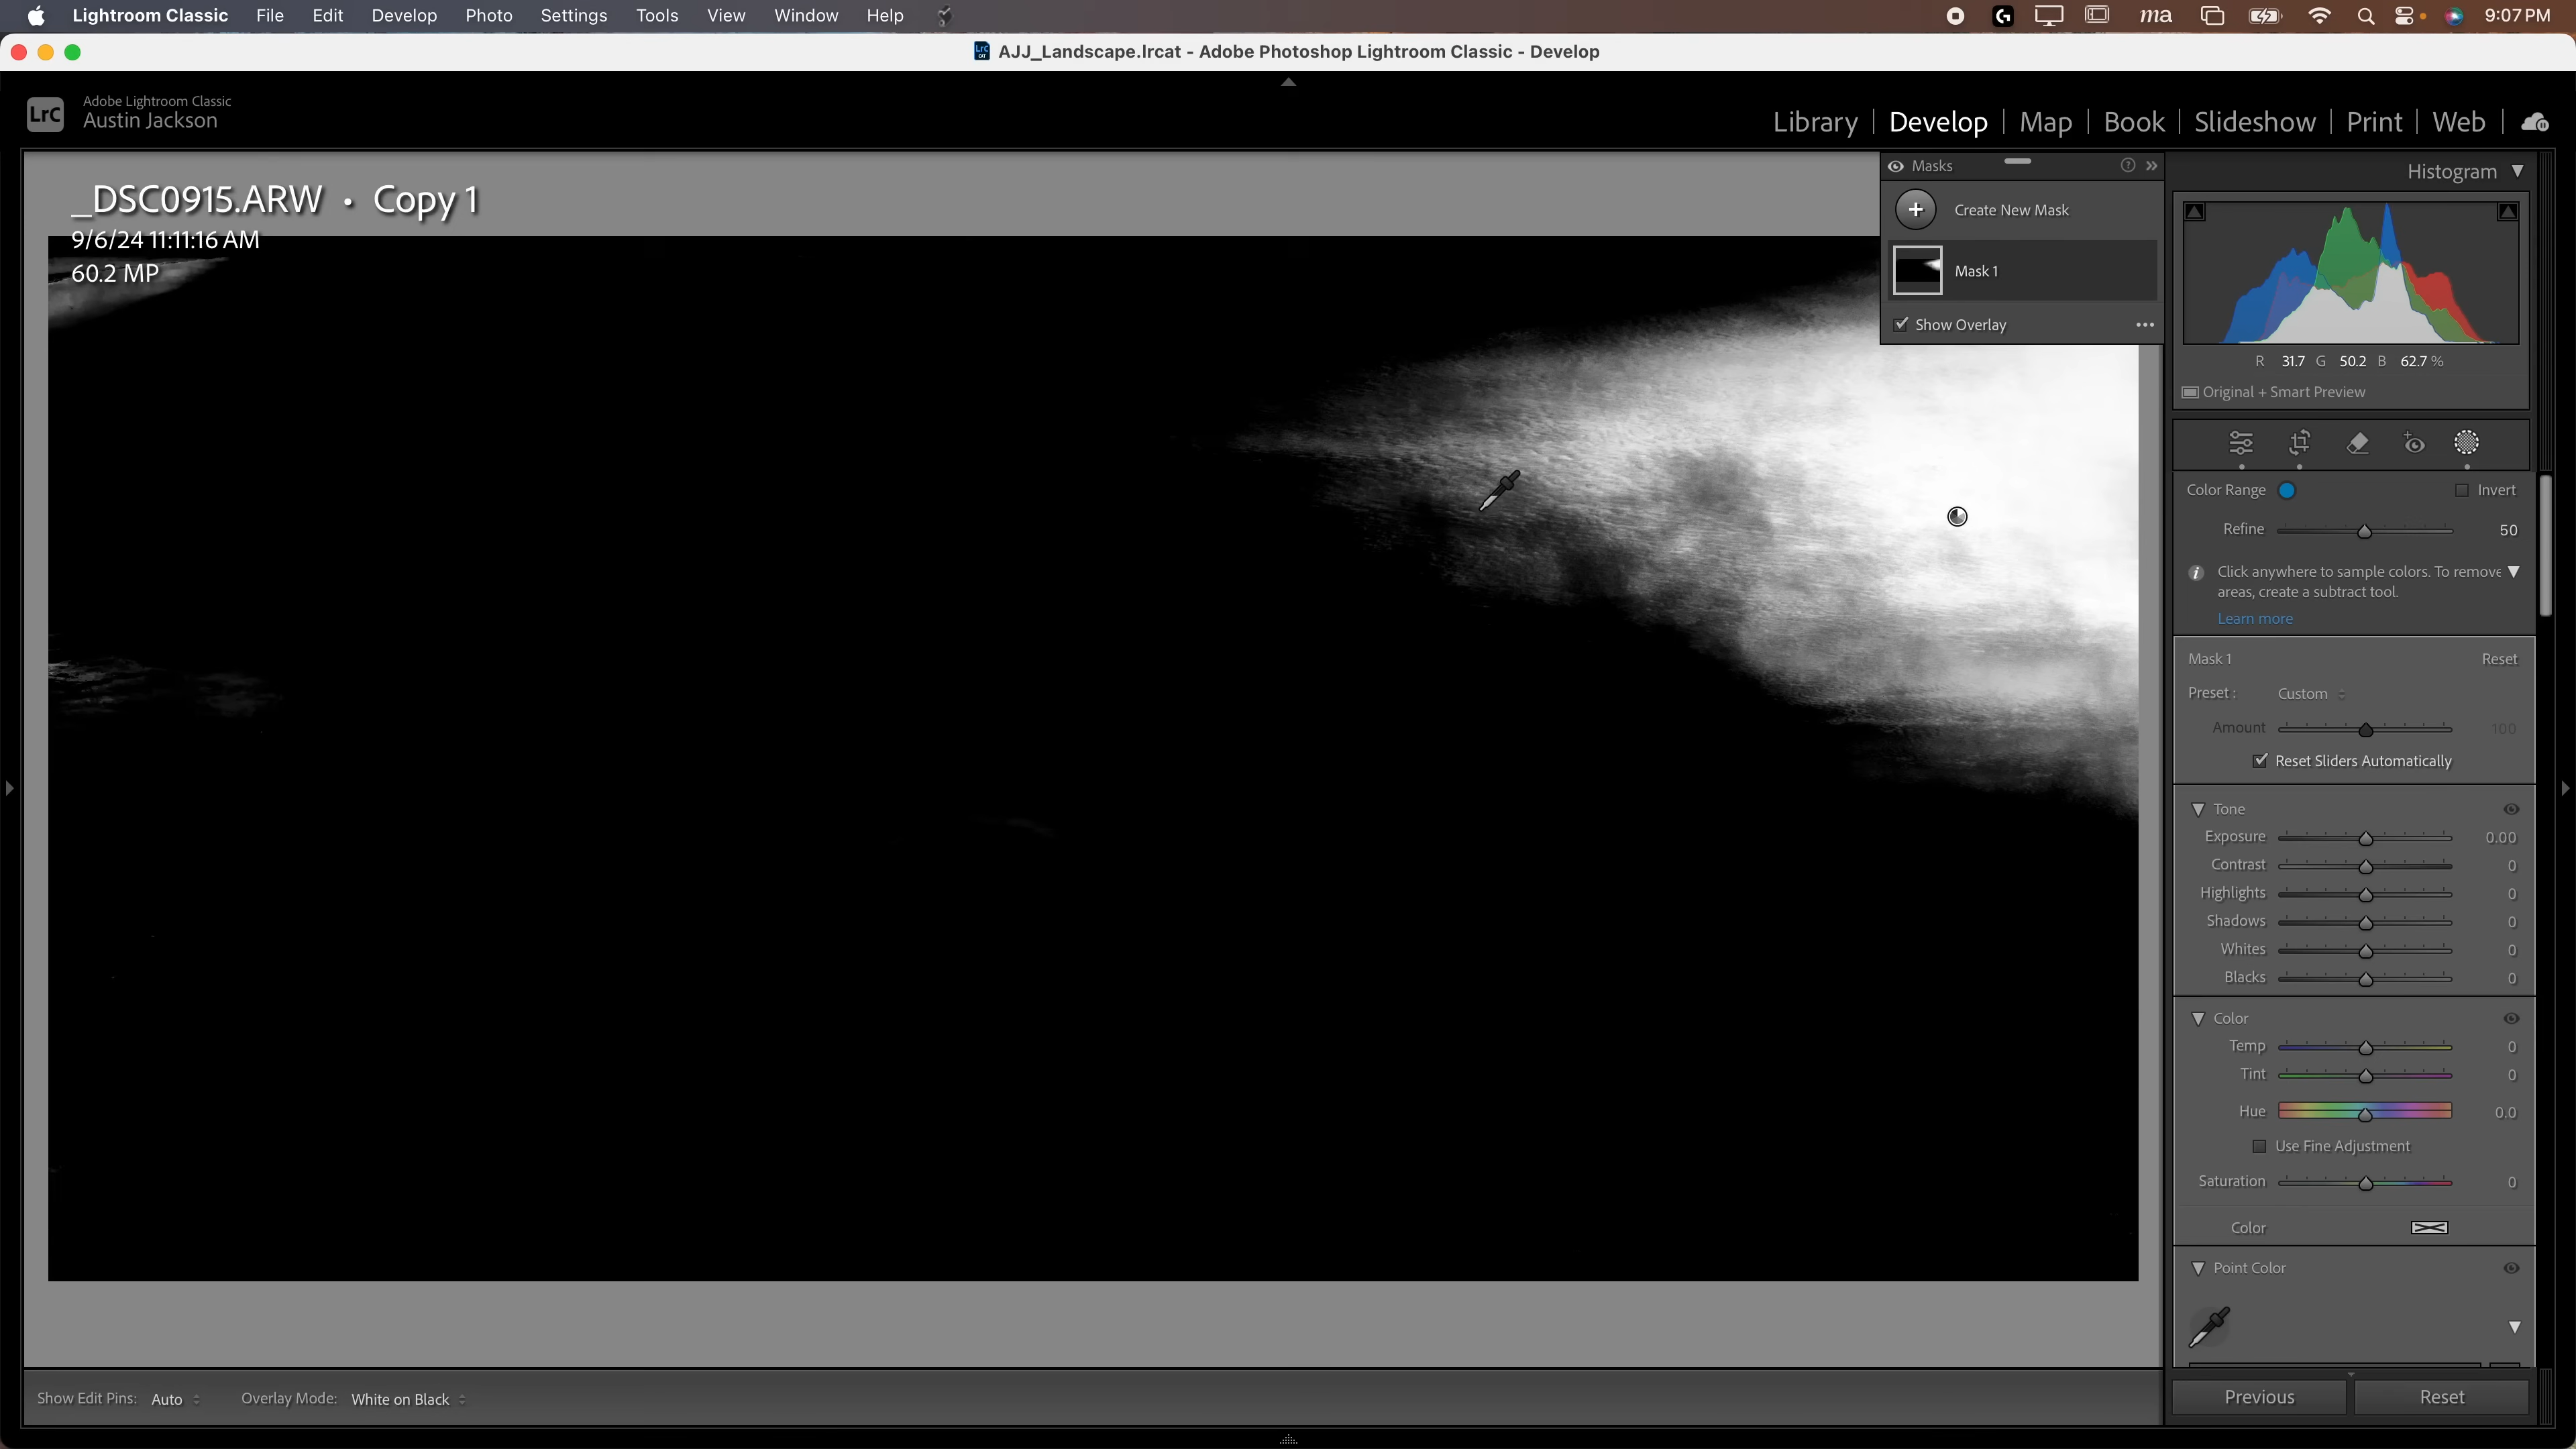 Lightroom Classic File Edit Develop Photo Settings Tools View Window Help ma 9:07 PM
AJJ_Landscape.lrcat - Adobe Photoshop Lightroom Classic - Develop
LrC
Adobe Lightroom Classic
Austin Jackson
Library | Develop | Map | Book | Slideshow | Print | Web |
_DSC0915.ARW • Copy 1
9/6/24 11:11:16 AM
60.2 MP
Masks
Create New Mask
Mask 1
Show Overlay
Histogram
R 31.7 G 50.2 B 62.7 %
Original + Smart Preview
Color Range Invert
Refine 50
Click anywhere to sample colors. To remove
areas, create a subtract tool.
Learn more
Mask 1 Reset
Preset : Custom
Amount 100
Reset Sliders Automatically
Tone
Exposure 0.00
Contrast 0
Highlights 0
Shadows 0
Whites 0
Blacks 0
Color
Temp 0
Tint 0
Hue 0.0
Use Fine Adjustment
Saturation 0
Color
Point Color
Show Edit Pins: Auto Overlay Mode: White on Black
Previous Reset